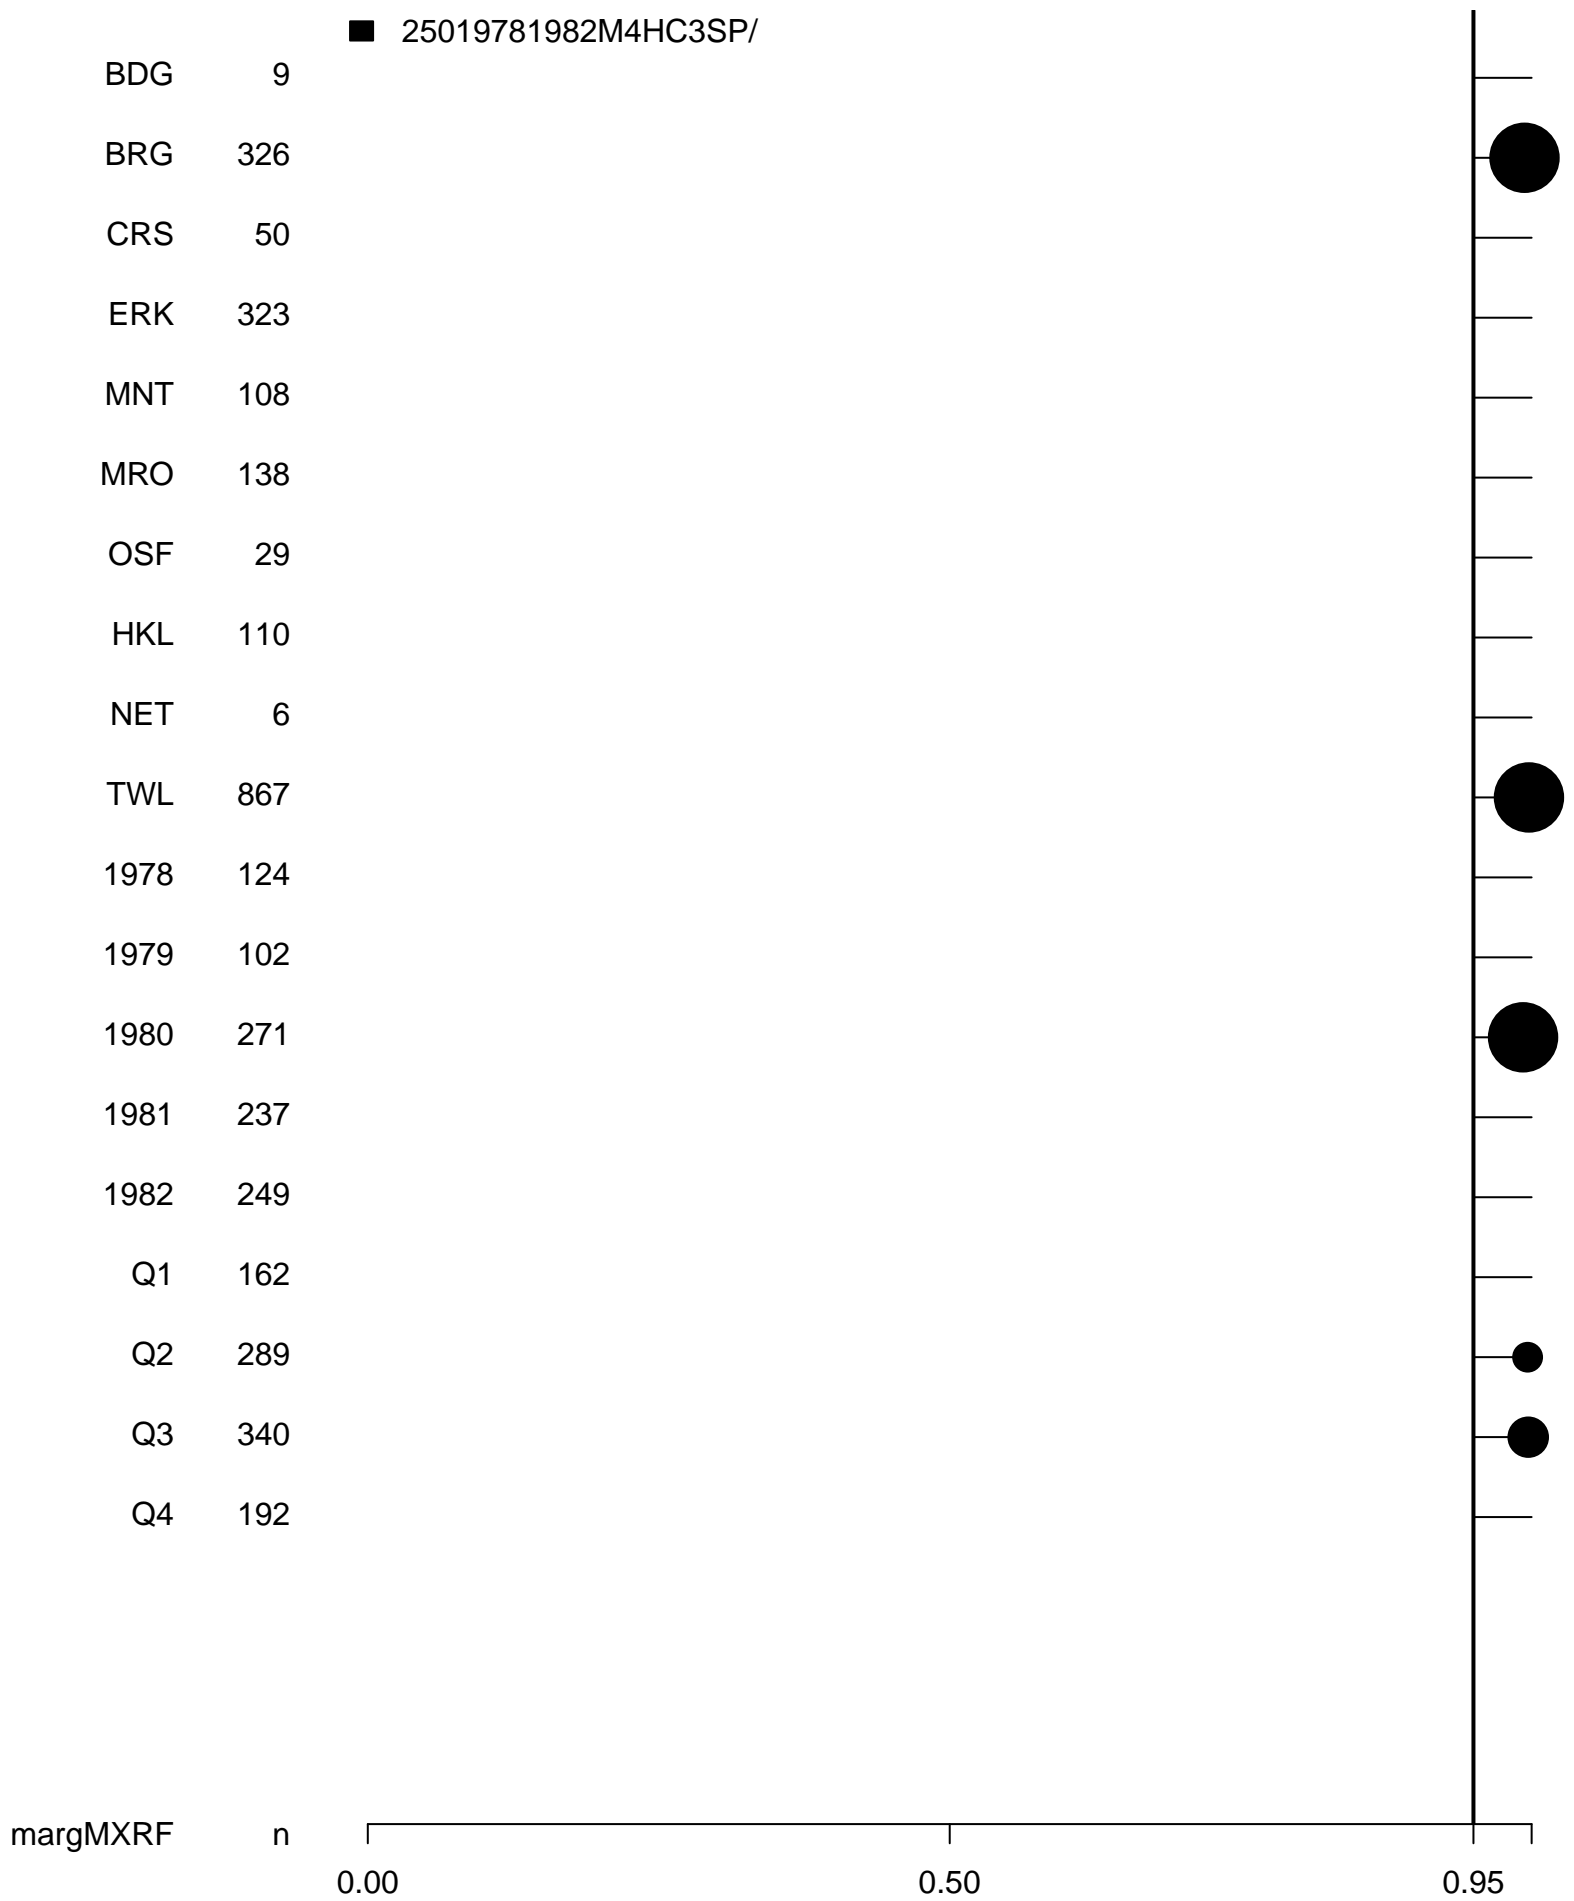 25019781982M4HC3SP/
BDG 9
BRG 326
CRS 50
ERK 323
MNT 108
MRO 138
OSF 29
HKL 110
NET 6
TWL 867
1978 124
1979 102
1980 271
1981 237
1982 249
Q1 162
Q2 289
Q3 340
Q4 192
margMXRF n
0.00 0.50 0.95